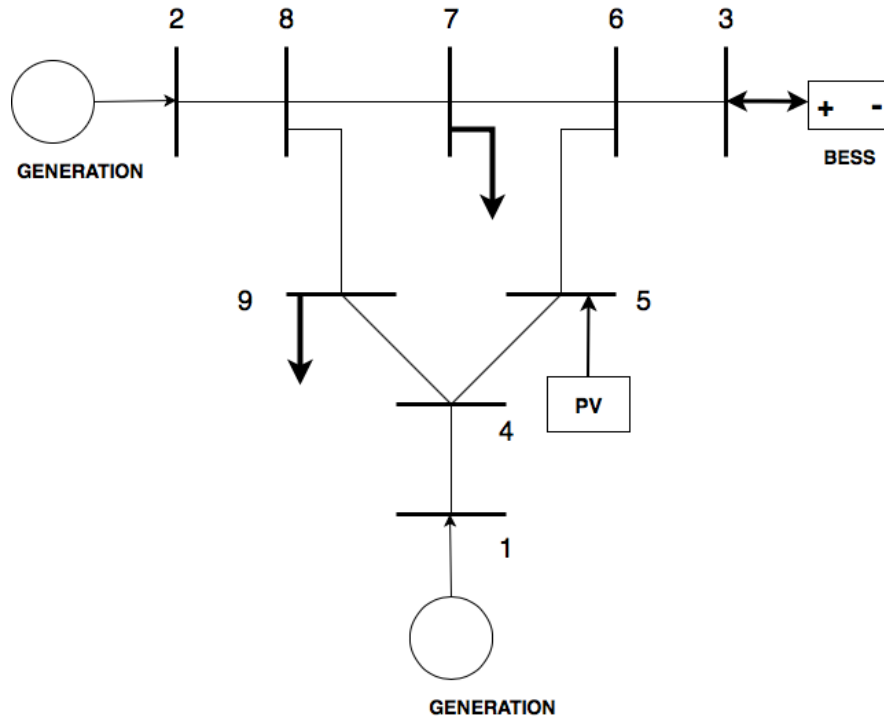 2 8 7 6 3
+ -
GENERATION
BESS
9
5
PV
4
1
GENERATION